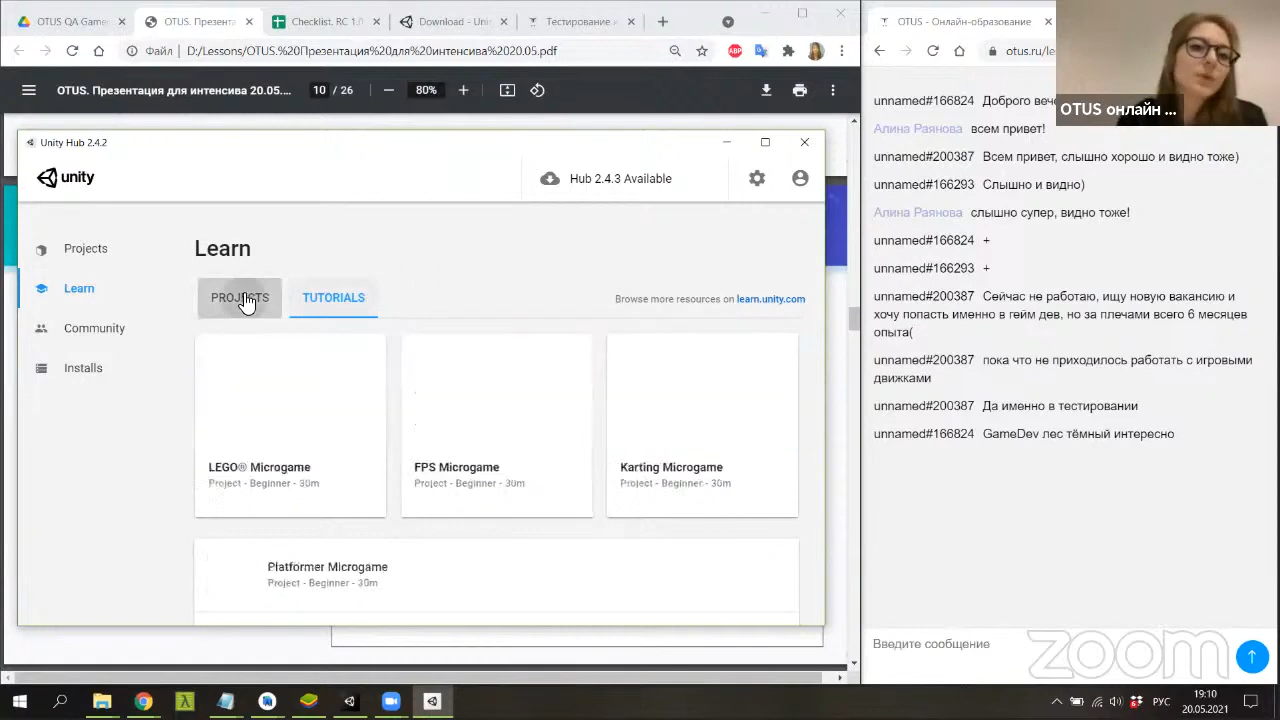 OTUS QA Game
OTUS. Презента
Checklist. RC 1.0
Download - Uni
Тестирование и
OTUS - Онлайн-образование
Файл
D:/Lessons/OTUS.%20Презентация%20для%20интенсива%2020.05.pdf
ABP
otus.ru/le
OTUS. Презентация для интенсива 20.05....
10 / 26
80%
Unity Hub 2.4.2
unity
Hub 2.4.3 Available
Projects
Learn
Community
Installs
Learn
PROJECTS
TUTORIALS
Browse more resources on learn.unity.com
LEGO® Microgame
Project - Beginner - 30m
FPS Microgame
Project - Beginner - 30m
Karting Microgame
Project - Beginner - 30m
Platformer Microgame
Project - Beginner - 30m
OTUS онлайн ...
unnamed#166824 Доброго вече
Алина Раянова всем привет!
unnamed#200387 Всем привет, слышно хорошо и видно тоже)
unnamed#166293 Слышно и видно)
Алина Раянова слышно супер, видно тоже!
unnamed#166824 +
unnamed#166293 +
unnamed#200387 Сейчас не работаю, ищу новую вакансию и
хочу попасть именно в гейм дев, но за плечами всего 6 месяцев
опыта(
unnamed#200387 пока что не приходилось работать с игровыми
движками
unnamed#200387 Да именно в тестировании
unnamed#166824 GameDev лес тёмный интересно
Введите сообщение
zoom
РУС
19:10
20.05.2021